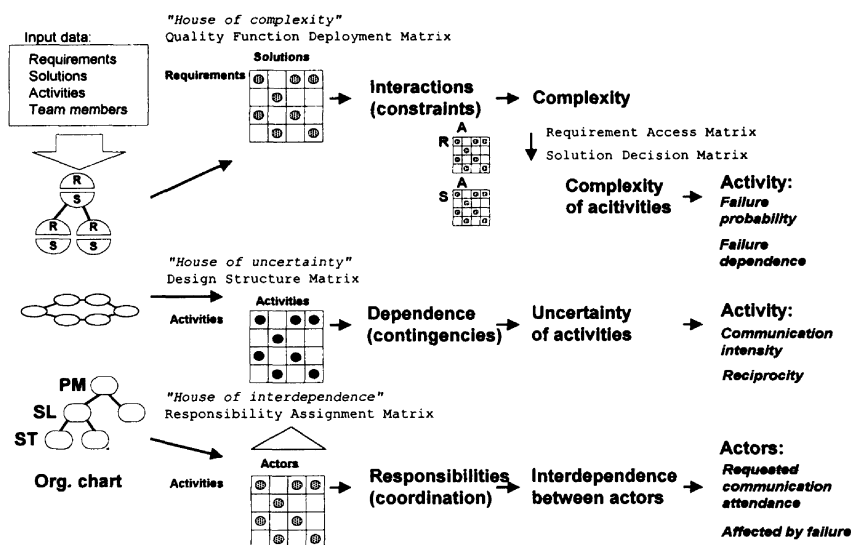 Input data:
Requirements
Solutions
Activities
Team members
R
S
R
S
R
S
"House of complexity"
Quality Function Deployment Matrix
Solutions
Requirements
Interactions
(constraints)
Complexity
A
R
A
S
Requirement Access Matrix
Solution Decision Matrix
Complexity
of acitivities
Activity:
Failure
probability
Failure
dependence
"House of uncertainty"
Design Structure Matrix
Activities
Activities
Dependence
(contingencies)
Uncertainty
of activities
Activity:
Communication
intensity
Reciprocity
PM
SL
ST
Org. chart
"House of interdependence"
Responsibility Assignment Matrix
Actors
Activities
Responsibilities
(coordination)
Interdependence
between actors
Actors:
Requested
communication
attendance
Affected by failure